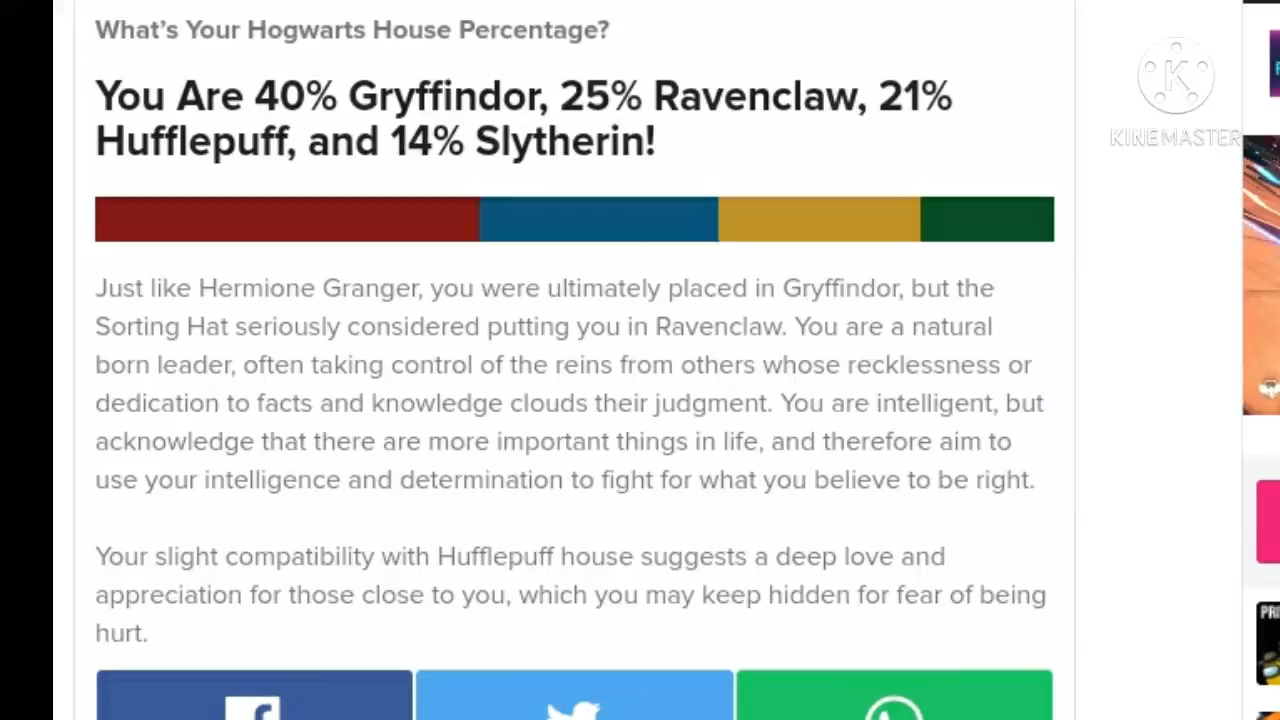 What's Your Hogwarts House Percentage?
You Are 40% Gryffindor, 25% Ravenclaw, 21%
Hufflepuff, and 14% Slytherin!
K
KINEMASTER
Just like Hermione Granger, you were ultimately placed in Gryffindor, but the
Sorting Hat seriously considered putting you in Ravenclaw. You are a natural
born leader, often taking control of the reins from others whose recklessness or
dedication to facts and knowledge clouds their judgment. You are intelligent, but
acknowledge that there are more important things in life, and therefore aim to
use your intelligence and determination to fight for what you believe to be right.
Your slight compatibility with Hufflepuff house suggests a deep love and
appreciation for those close to you, which you may keep hidden for fear of being
hurt.